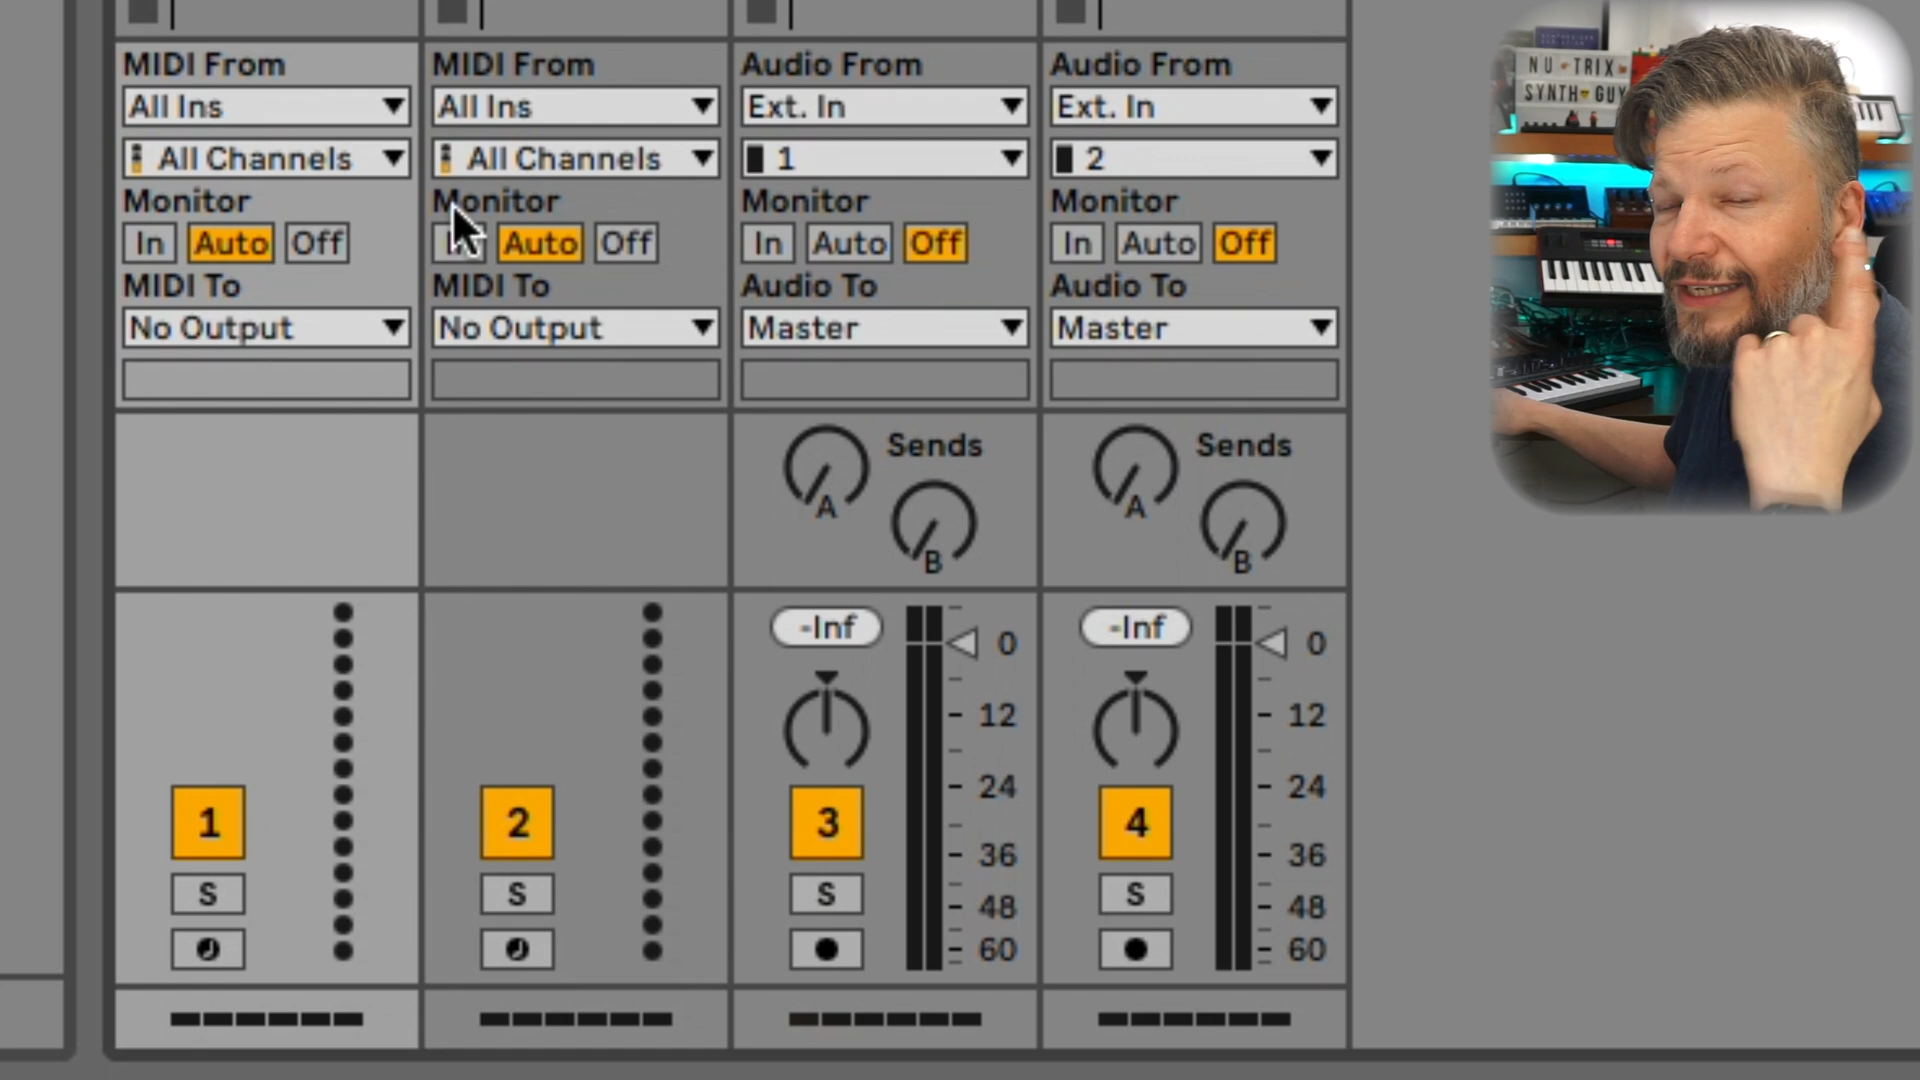 MIDI From
All Ins
All Channels
Monitor
In Auto Off
MIDI To
No Output
1
S
MIDI From
All Ins
All Channels
Monitor
Auto Off
MIDI To
No Output
2
S
Audio From
Ext. In
1
Monitor
In Auto Off
Audio To
Master
Sends
A
B
-Inf
0
12
24
36
48
60
3
S
Audio From
Ext. In
2
Monitor
In Auto Off
Audio To
Master
Sends
A
B
-Inf
0
12
24
36
48
60
4
S
NU TRIX
SYNTH GUY